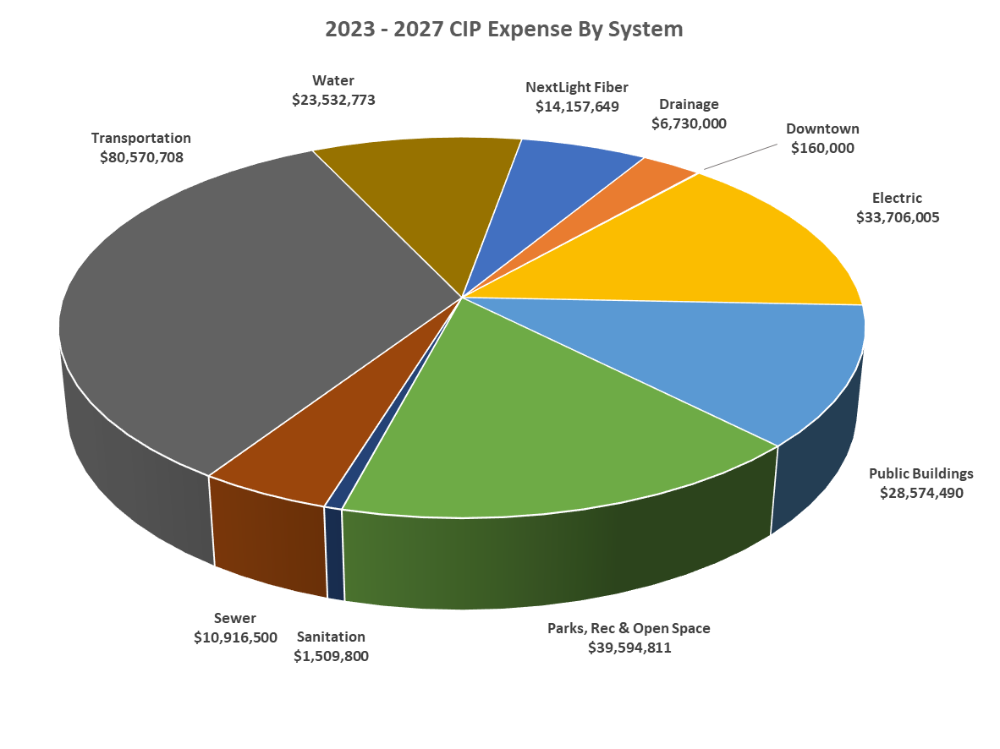 2023 - 2027 CIP Expense By System
Water
$23,532,773
NextLight Fiber
$14,157,649
Drainage
$6,730,000
Downtown
$160,000
Transportation
$80,570,708
Electric
$33,706,005
Public Buildings
$28,574,490
Sewer
$10,916,500
Sanitation
$1,509,800
Parks, Rec & Open Space
$39,594,811